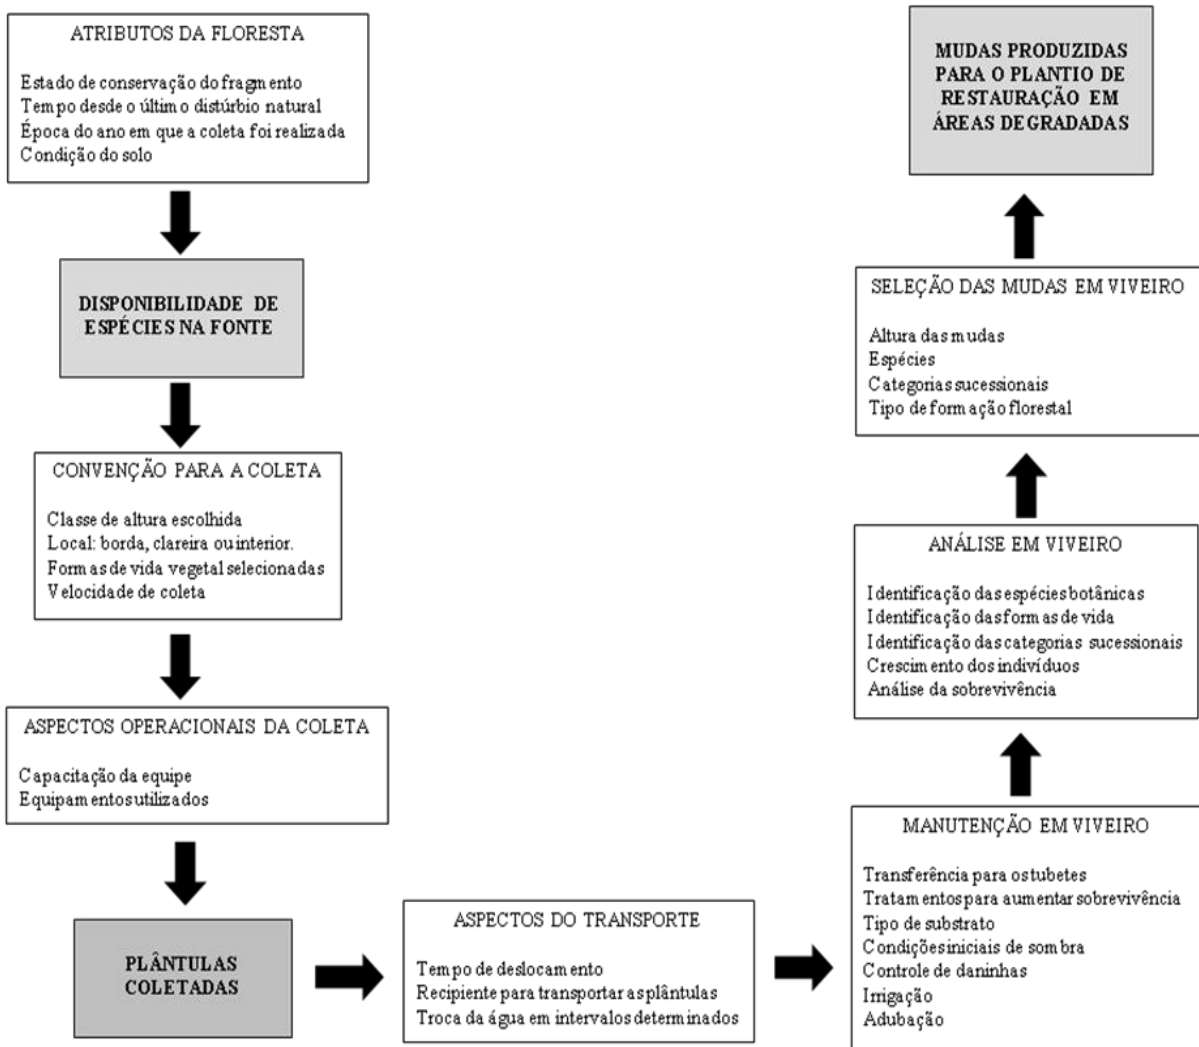 ATRIBUTOS DA FLORESTA
Estado de conservação do fragmento
Tempo desde o último distúrbio natural
Época do ano em que a coleta foi realizada
Condição do solo
DISPONIBILIDADE DE
ESPÉCIES NA FONTE
CONVENÇÃO PARA A COLETA
Classe de altura escolhida
Local: borda, clareira ou interior.
Formas de vida vegetal selecionadas
Velocidade de coleta
ASPECTOS OPERACIONAIS DA COLETA
Capacitação da equipe
Equipamentos utilizados
PLÂNTULAS
COLETADAS
ASPECTOS DO TRANSPORTE
Tempo de deslocamento
Recipiente para transportar as plântulas
Troca da água em intervalos determinados
MANUTENÇÃO EM VIVEIRO
Transferência para os tubetes
Tratamentos para aumentar sobrevivência
Tipo de substrato
Condições iniciais de sombra
Controle de daninhas
Irrigação
Adubação
ANÁLISE EM VIVEIRO
Identificação das espécies botânicas
Identificação das formas de vida
Identificação das categorias sucessionais
Crescimento dos indivíduos
Análise da sobrevivência
SELEÇÃO DAS MUDAS EM VIVEIRO
Altura das mudas
Espécies
Categorias sucessionais
Tipo de formação florestal
MUDAS PRODUZIDAS
PARA O PLANTIO DE
RESTAURAÇÃO EM
ÁREAS DEGRADADAS